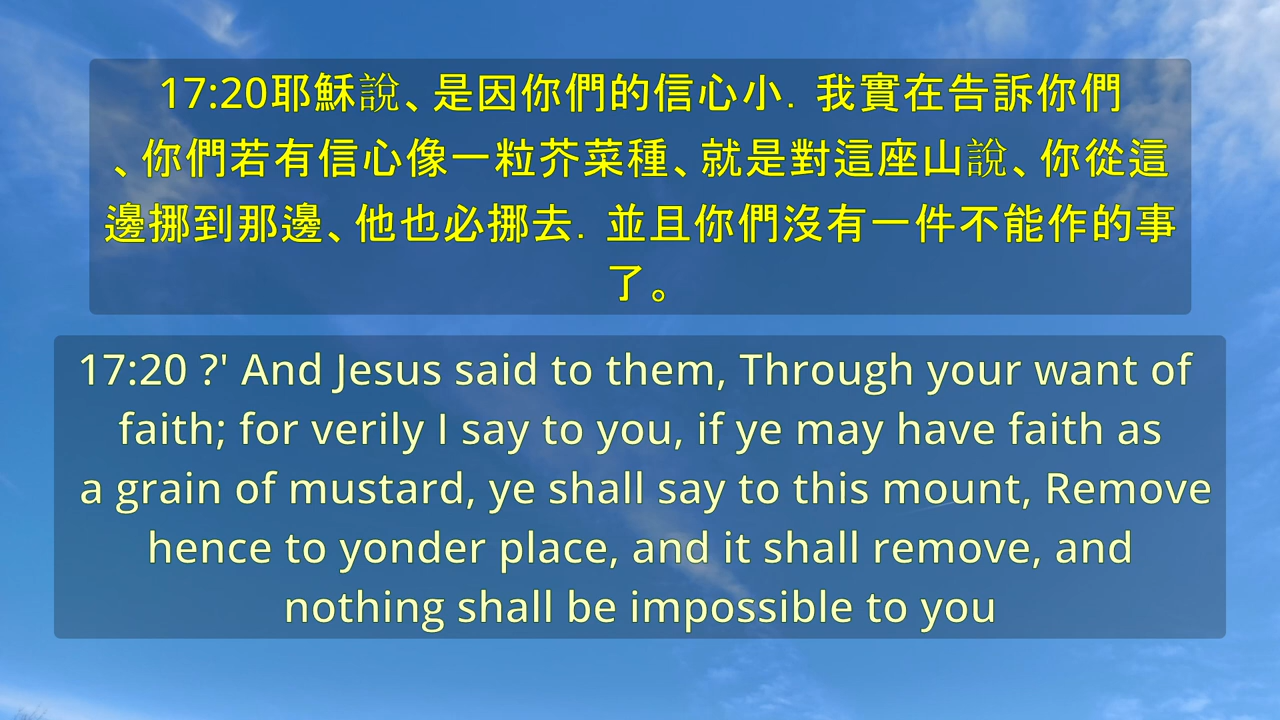 17:20耶穌說、是因你們的信心小．我實在告訴你們
、你們若有信心像一粒芥菜種、就是對這座山說、你從這
邊挪到那邊、他也必挪去．並且你們沒有一件不能作的事
了。
17:20 ?' And Jesus said to them, Through your want of
faith; for verily I say to you, if ye may have faith as
a grain of mustard, ye shall say to this mount, Remove
hence to yonder place, and it shall remove, and
nothing shall be impossible to you